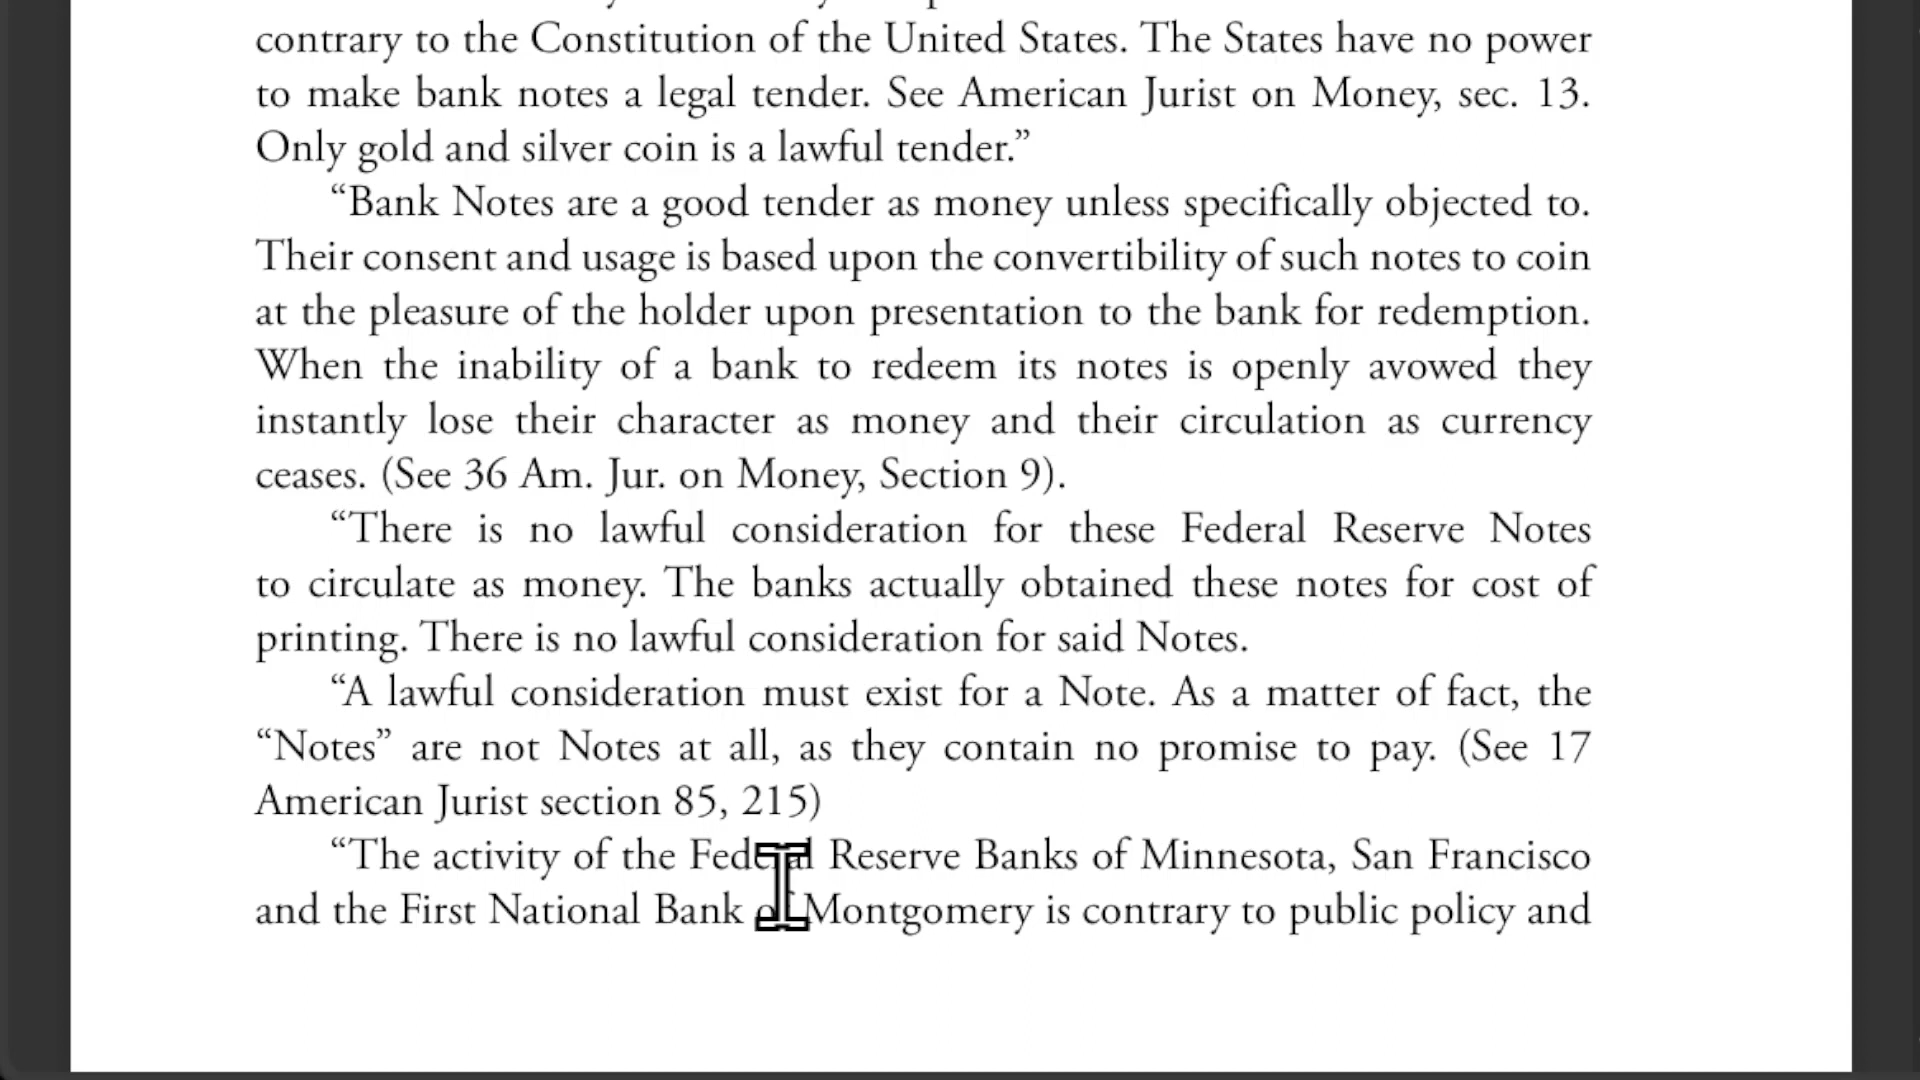 contrary to the Constitution of the United States. The States have no power
to make bank notes a legal tender. See American Jurist on Money, sec. 13.
Only gold and silver coin is a lawful tender.”
“Bank Notes are a good tender as money unless specifically objected to.
Their consent and usage is based upon the convertibility of such notes to coin
at the pleasure of the holder upon presentation to the bank for redemption.
When the inability of a bank to redeem its notes is openly avowed they
instantly lose their character as money and their circulation as currency
ceases. (See 36 Am. Jur. on Money, Section 9).
“There is no lawful consideration for these Federal Reserve Notes
to circulate as money. The banks actually obtained these notes for cost of
printing. There is no lawful consideration for said Notes.
“A lawful consideration must exist for a Note. As a matter of fact, the
“Notes” are not Notes at all, as they contain no promise to pay. (See 17
American Jurist section 85, 215)
“The activity of the Federal Reserve Banks of Minnesota, San Francisco
and the First National Bank of Montgomery is contrary to public policy and